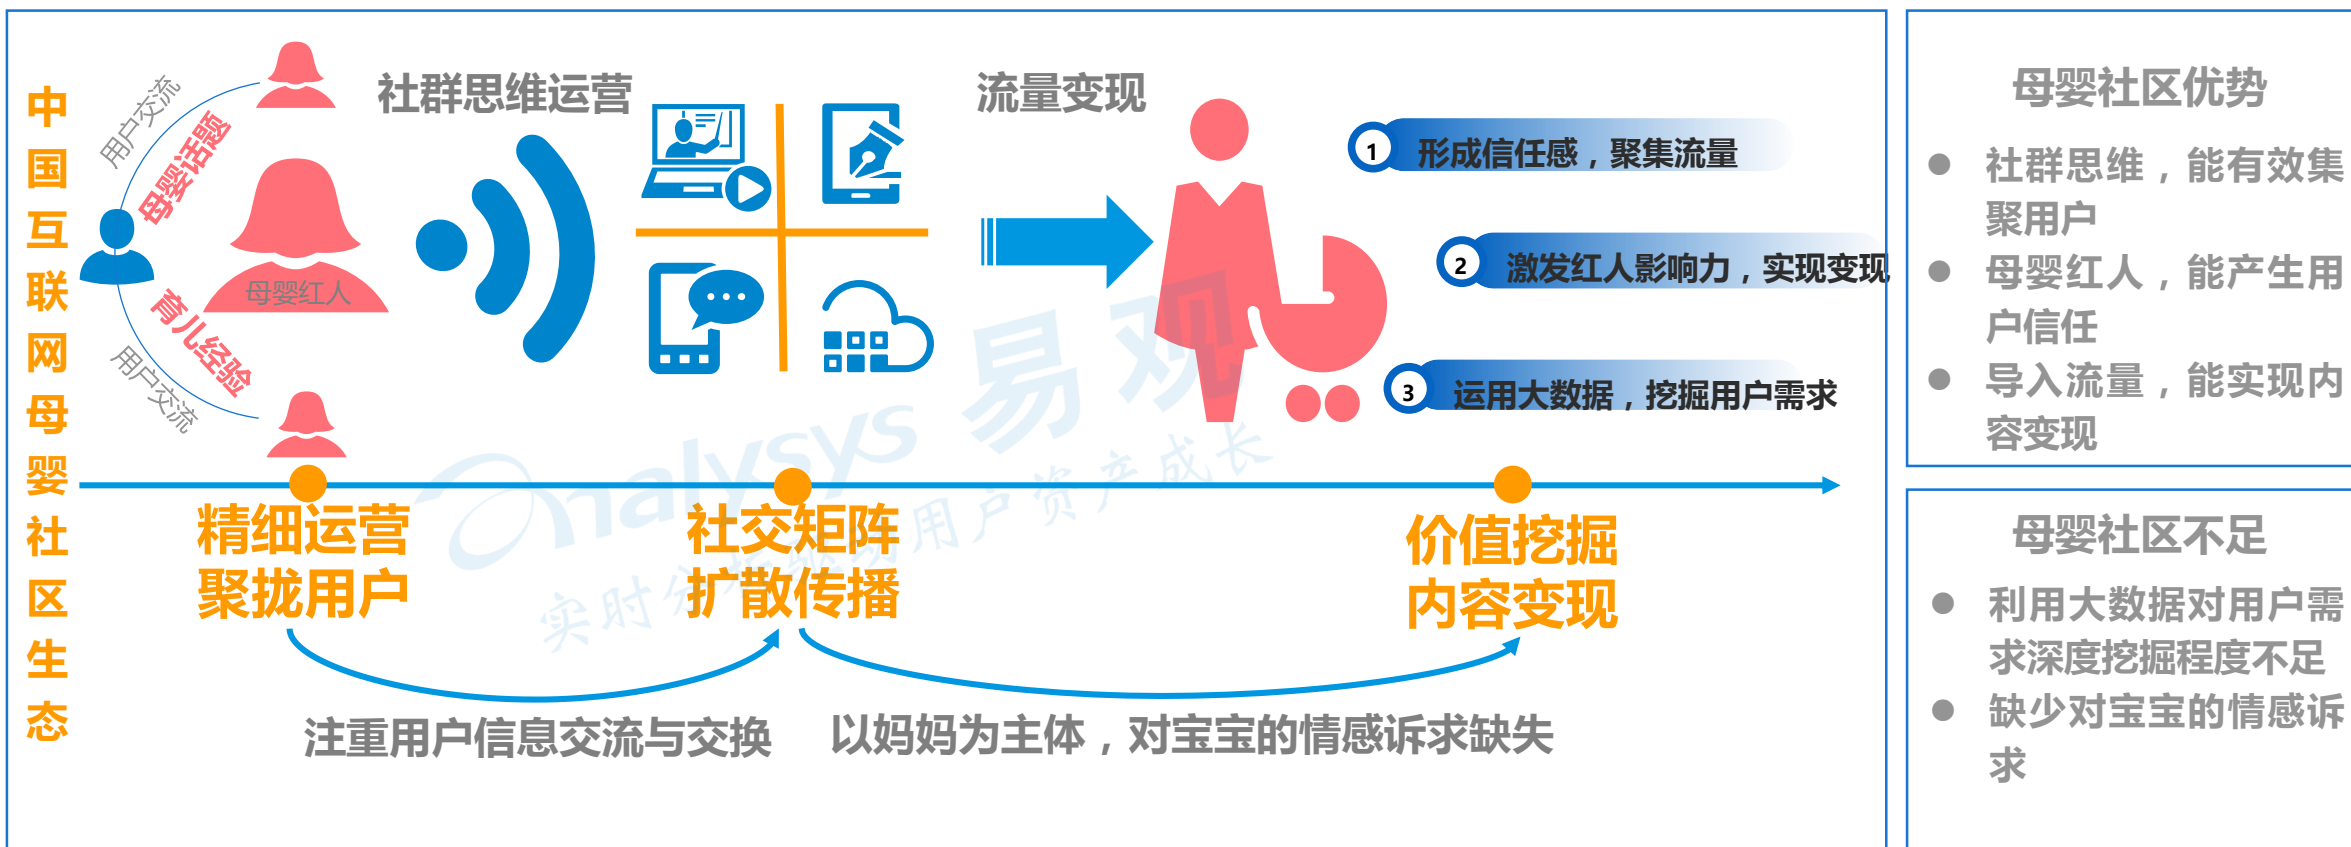 中国互联网母婴社区生态
用户交流
母婴话题
母婴红人
育儿经验
用户交流
社群思维运营
流量变现
1 形成信任感，聚集流量
2 激发红人影响力，实现变现
3 运用大数据，挖掘用户需求
精细运营
聚拢用户
社交矩阵
扩散传播
价值挖掘
内容变现
注重用户信息交流与交换
以妈妈为主体，对宝宝的情感诉求缺失
analysys 易观
实时分析驱动用户资产成长
母婴社区优势
● 社群思维，能有效集
聚用户
● 母婴红人，能产生用
户信任
● 导入流量，能实现内
容变现
母婴社区不足
● 利用大数据对用户需
求深度挖掘程度不足
● 缺少对宝宝的情感诉
求